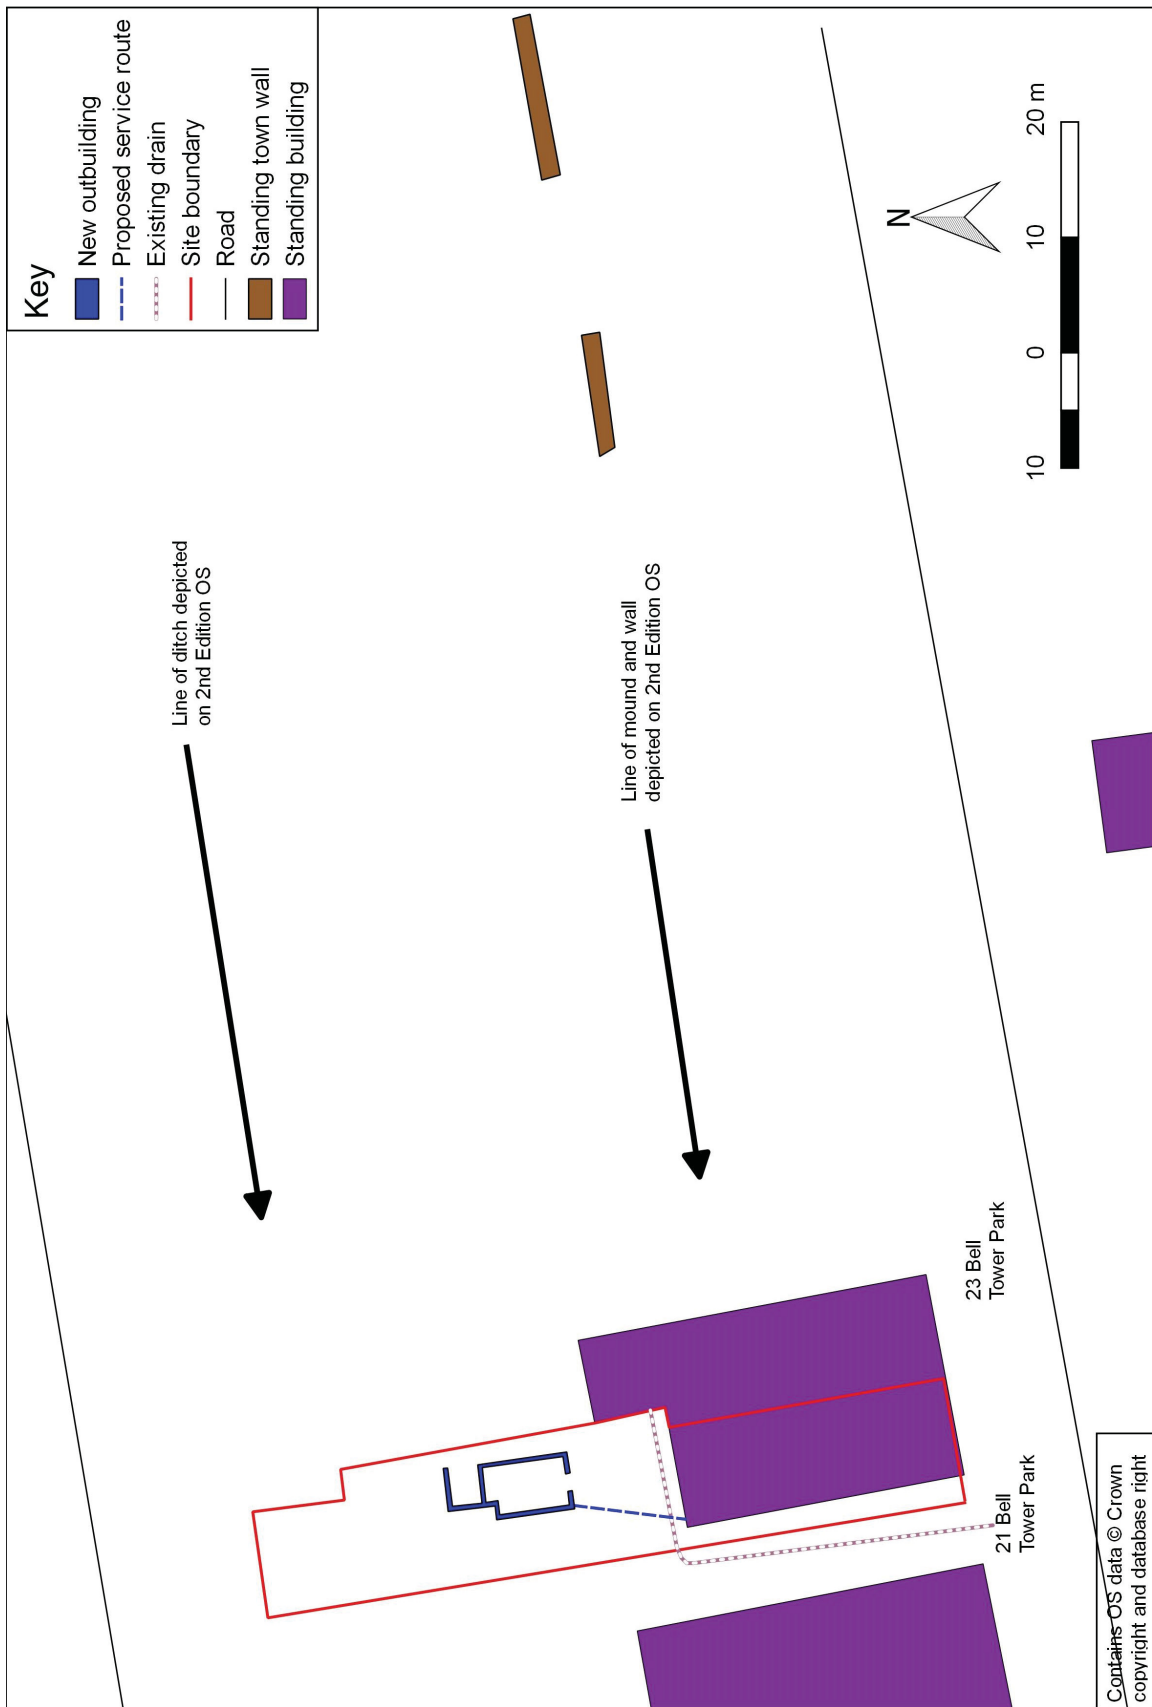 Key
New outbuilding
Proposed service route
Existing drain
Site boundary
Road
Standing town wall
Standing building
Line of ditch depicted
on 2nd Edition OS
Line of mound and wall
depicted on 2nd Edition OS
N
10 0 10 20 m
23 Bell
Tower Park
21 Bell
Tower Park
Contains OS data © Crown
copyright and database right